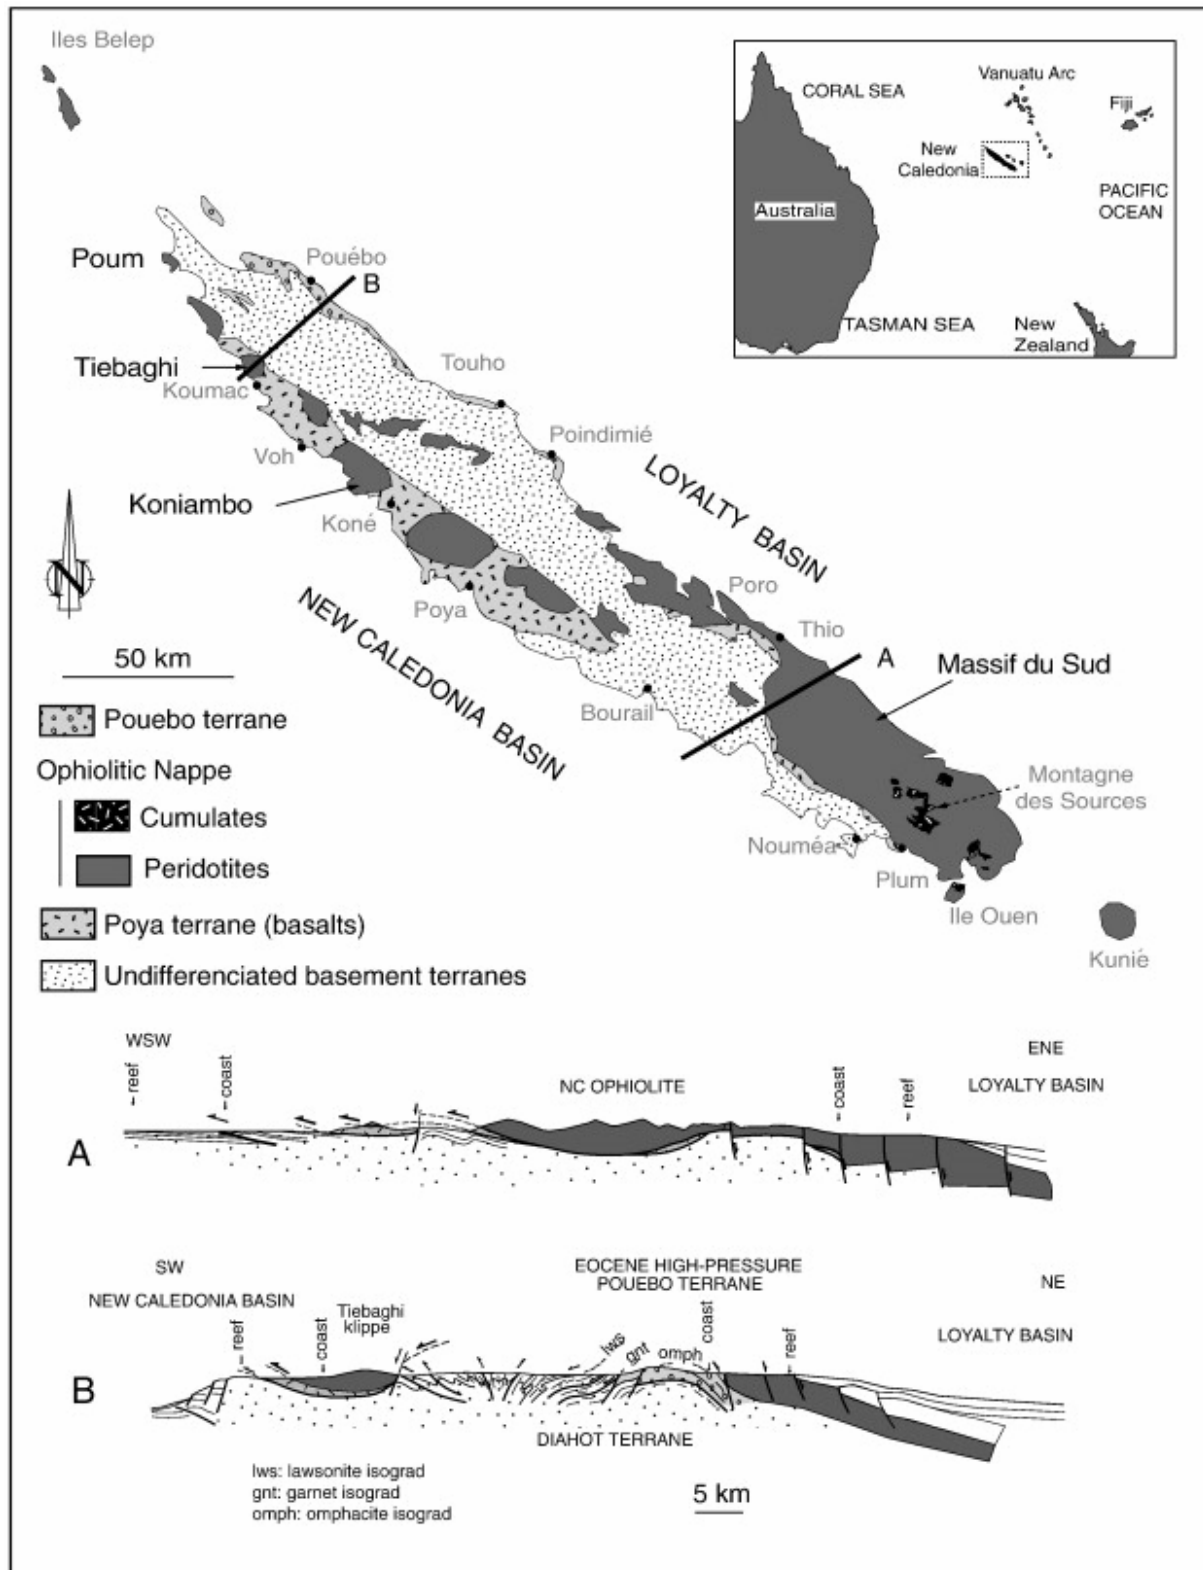 Iles Belep
CORAL SEA
Vanuatu Arc
Fiji
New
Caledonia
PACIFIC
OCEAN
Australia
TASMAN SEA
New
Zealand
Poum
Pouébo
B
Tiebaghi
Koumac
Touho
Voh
Poindimié
Koniambo
LOYALTY BASIN
Koné
Poro
Poya
NEW CALEDONIA BASIN
Thio
A
Massif du Sud
Bourail
Montagne
des Sources
Nouméa
Plum
Ile Ouen
Kunié
N
50 km
Pouebo terrane
Ophiolitic Nappe
Cumulates
Peridotites
Poya terrane (basalts)
Undifferenciated basement terranes
WSW
ENE
reef
coast
NC OPHIOLITE
coast
reef
LOYALTY BASIN
A
SW
EOCENE HIGH-PRESSURE
POUEBO TERRANE
NE
NEW CALEDONIA BASIN
reef
coast
Tiebaghi
klippe
lws
gnt
omph
coast
reef
LOYALTY BASIN
B
DIAHOT TERRANE
lws: lawsonite isograd
gnt: garnet isograd
omph: omphacite isograd
5 km